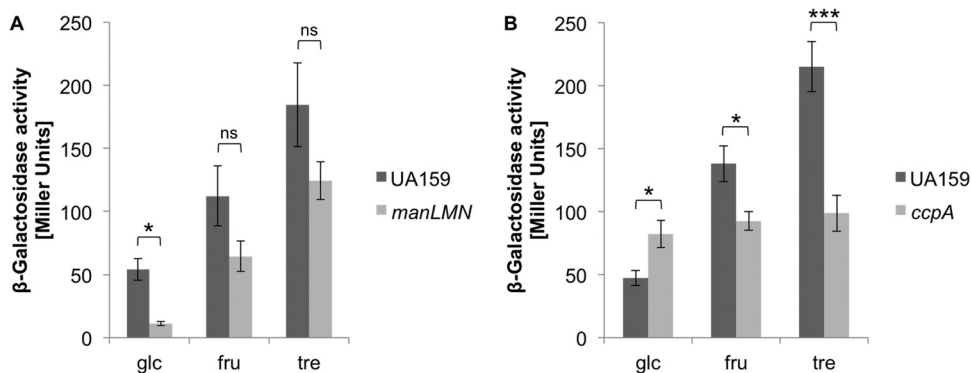 A
β-Galactosidase activity
[Miller Units]
250
200
150
100
50
0
*
ns
ns
glc
fru
tre
UA159
manLMN
B
β-Galactosidase activity
[Miller Units]
250
200
150
100
50
0
*
*
***
glc
fru
tre
UA159
ccpA